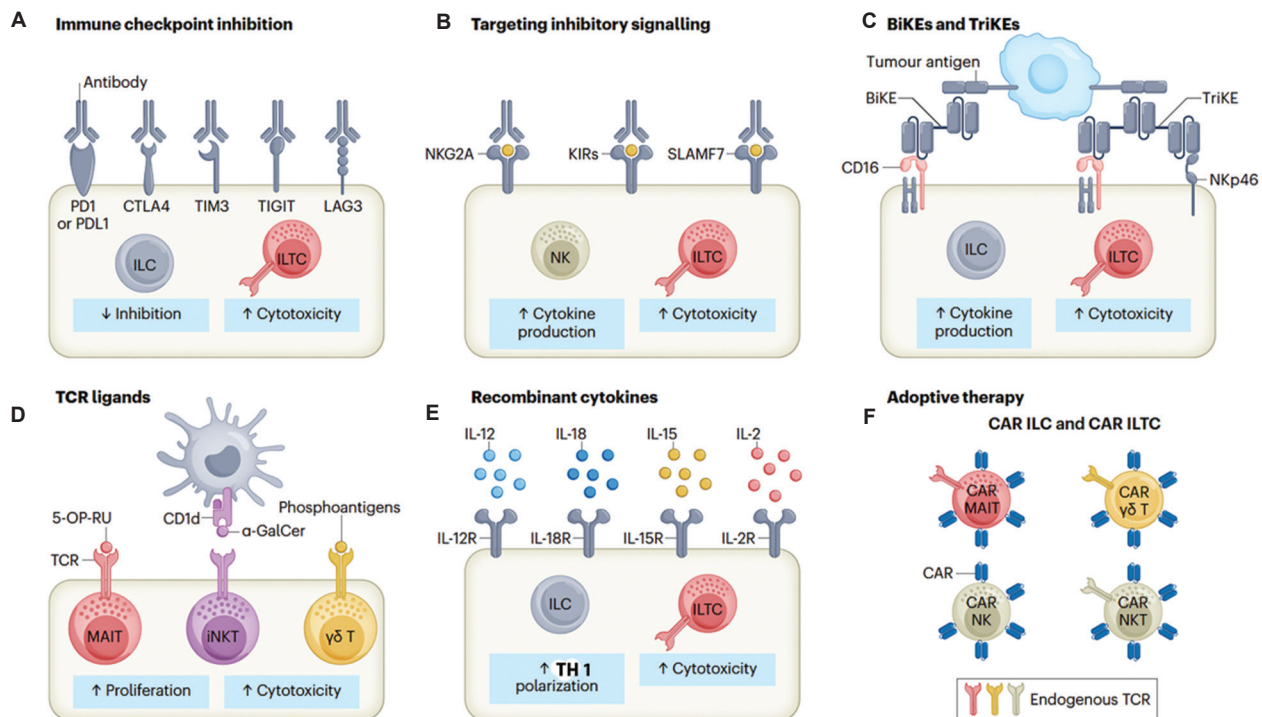 A
Immune checkpoint inhibition
Antibody
PD1
or PDL1
CTLA4
TIM3
TIGIT
LAG3
ILC
ILTC
↓ Inhibition
↑ Cytotoxicity
B
Targeting inhibitory signalling
NKG2A
KIRs
SLAMF7
NK
ILTC
↑ Cytokine
production
↑ Cytotoxicity
C
BiKEs and TriKEs
Tumour antigen
BiKE
TriKE
CD16
NKp46
ILC
ILTC
↑ Cytokine
production
↑ Cytotoxicity
D
TCR ligands
5-OP-RU
TCR
CD1d
α-GalCer
Phosphoantigens
MAIT
iNKT
γδ T
↑ Proliferation
↑ Cytotoxicity
E
Recombinant cytokines
IL-12
IL-18
IL-15
IL-2
IL-12R
IL-18R
IL-15R
IL-2R
ILC
ILTC
↑ TH 1
polarization
↑ Cytotoxicity
F
Adoptive therapy
CAR ILC and CAR ILTC
CAR
MAIT
CAR
γδ T
CAR
CAR
NK
CAR
NKT
Endogenous TCR